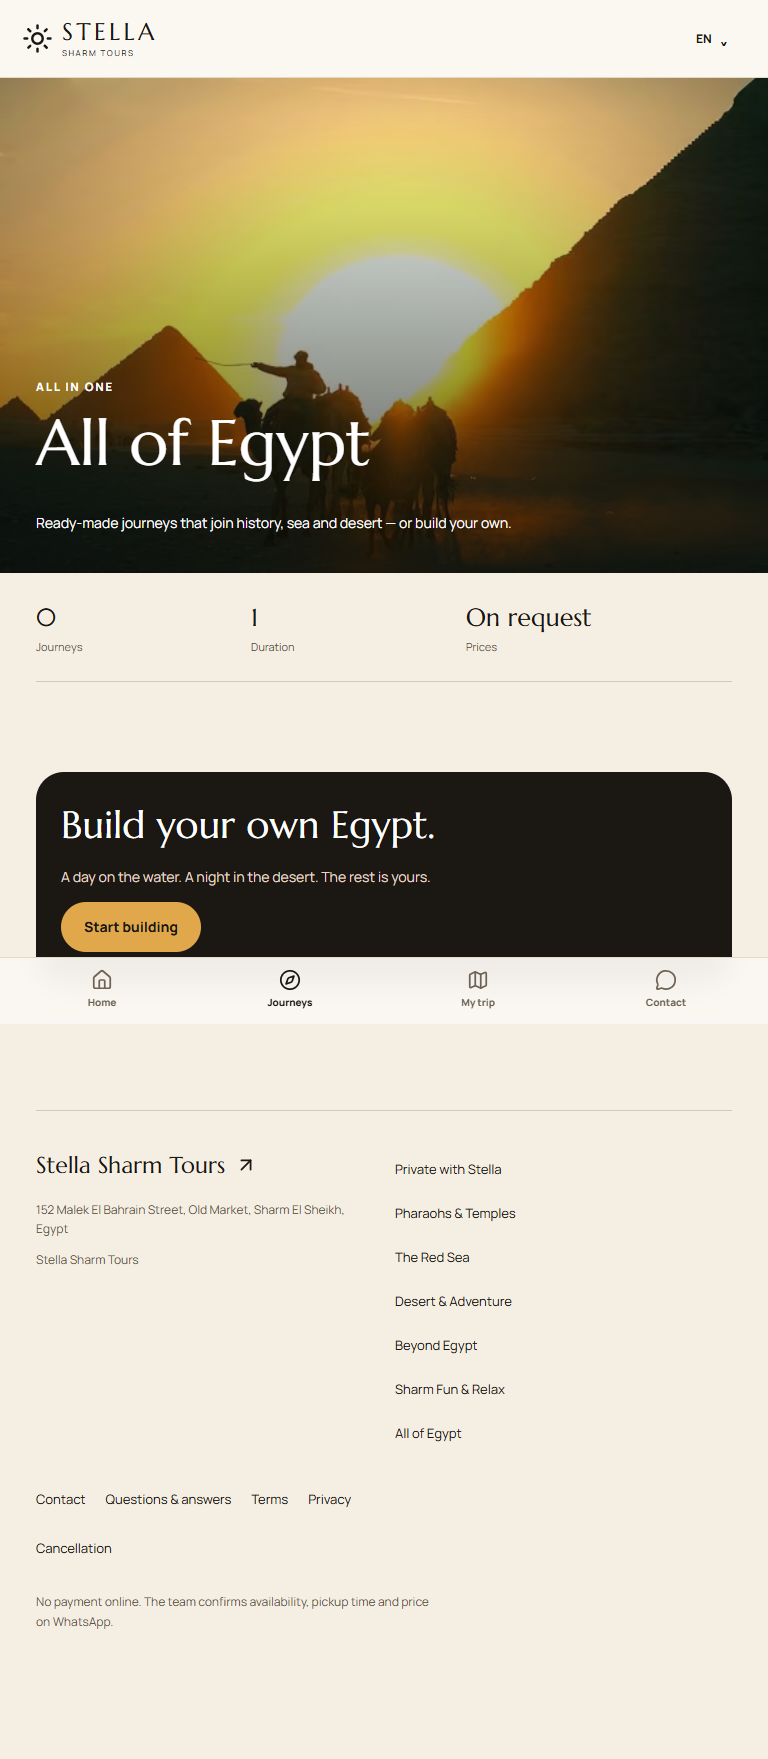 STELLA
SHARM TOURS
EN
ALL IN ONE
All of Egypt
Ready-made journeys that join history, sea and desert — or build your own.
0
Journeys
1
Duration
On request
Prices
Build your own Egypt.
A day on the water. A night in the desert. The rest is yours.
Start building
Home
Journeys
My trip
Contact
Stella Sharm Tours
152 Malek El Bahrain Street, Old Market, Sharm El Sheikh,
Egypt
Stella Sharm Tours
Private with Stella
Pharaohs & Temples
The Red Sea
Desert & Adventure
Beyond Egypt
Sharm Fun & Relax
All of Egypt
Contact
Questions & answers
Terms
Privacy
Cancellation
No payment online. The team confirms availability, pickup time and price
on WhatsApp.